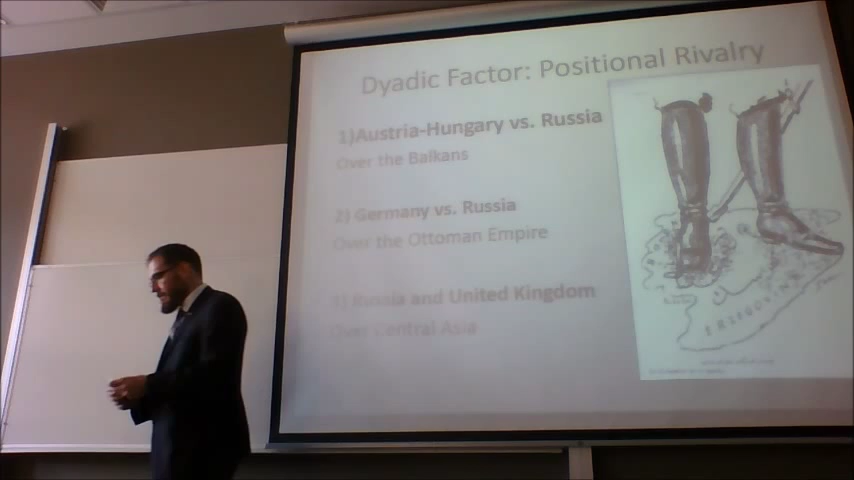 Dyadic Factor: Positional Rivalry
1)Austria-Hungary vs. Russia
Over the Balkans
2) Germany vs. Russia
Over the Ottoman Empire
3) Russia and United Kingdom
Over Central Asia